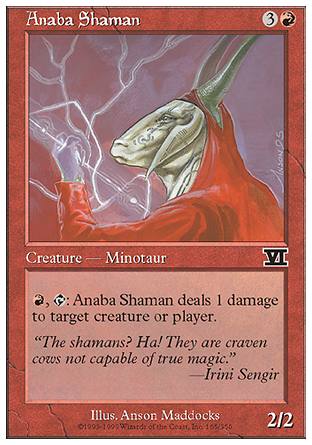 Anaba Shaman 3
Creature — Minotaur VI
, : Anaba Shaman deals 1 damage
to target creature or player.
"The shamans? Ha! They are craven
cows not capable of true magic."
—Irini Sengir
Illus. Anson Maddocks
2/2